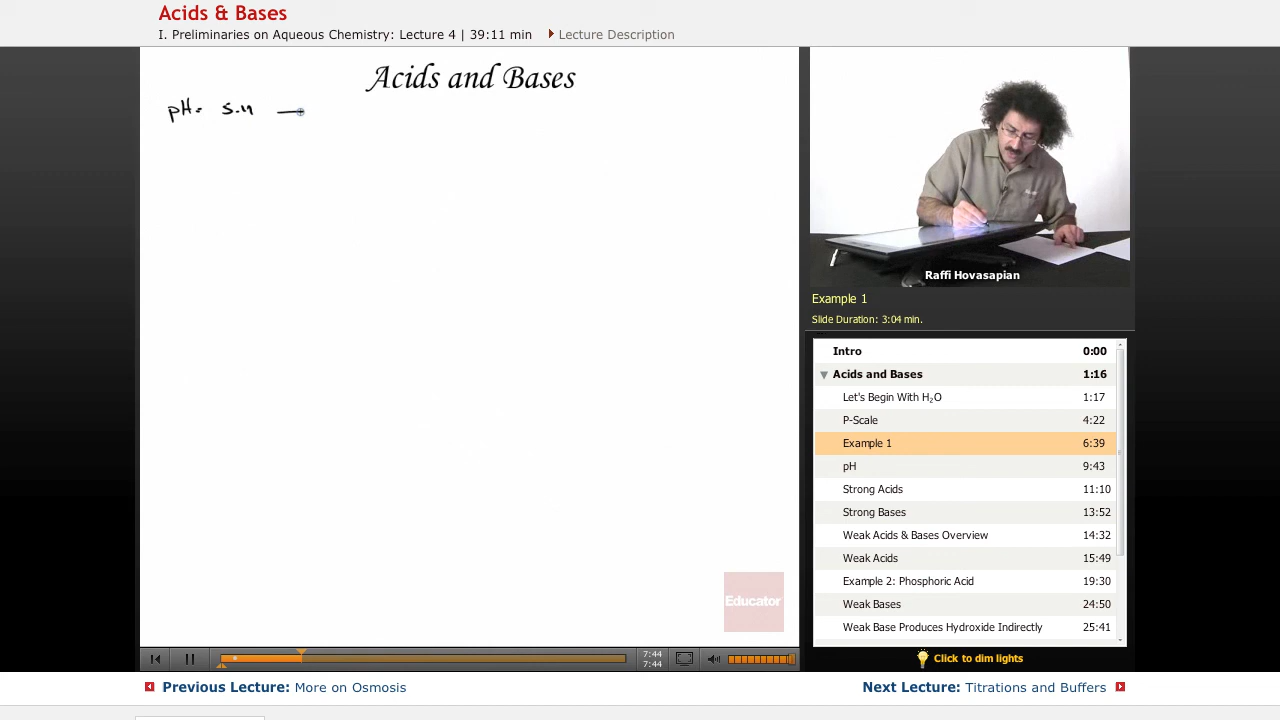 Acids & Bases
I. Preliminaries on Aqueous Chemistry: Lecture 4 | 39:11 min Lecture Description
Acids and Bases
pH=
Raffi Hovasapian
Example 1
Slide Duration: 3:04 min.
Intro 0:00
Acids and Bases 1:16
Let's Begin With H₂O 1:17
P-Scale 4:22
Example 1 6:39
pH 9:43
Strong Acids 11:10
Strong Bases 13:52
Weak Acids & Bases Overview 14:32
Weak Acids 15:49
Example 2: Phosphoric Acid 19:30
Weak Bases 24:50
Weak Base Produces Hydroxide Indirectly 25:41
Educator
7:44
7:44
Click to dim lights
Previous Lecture: More on Osmosis
Next Lecture: Titrations and Buffers